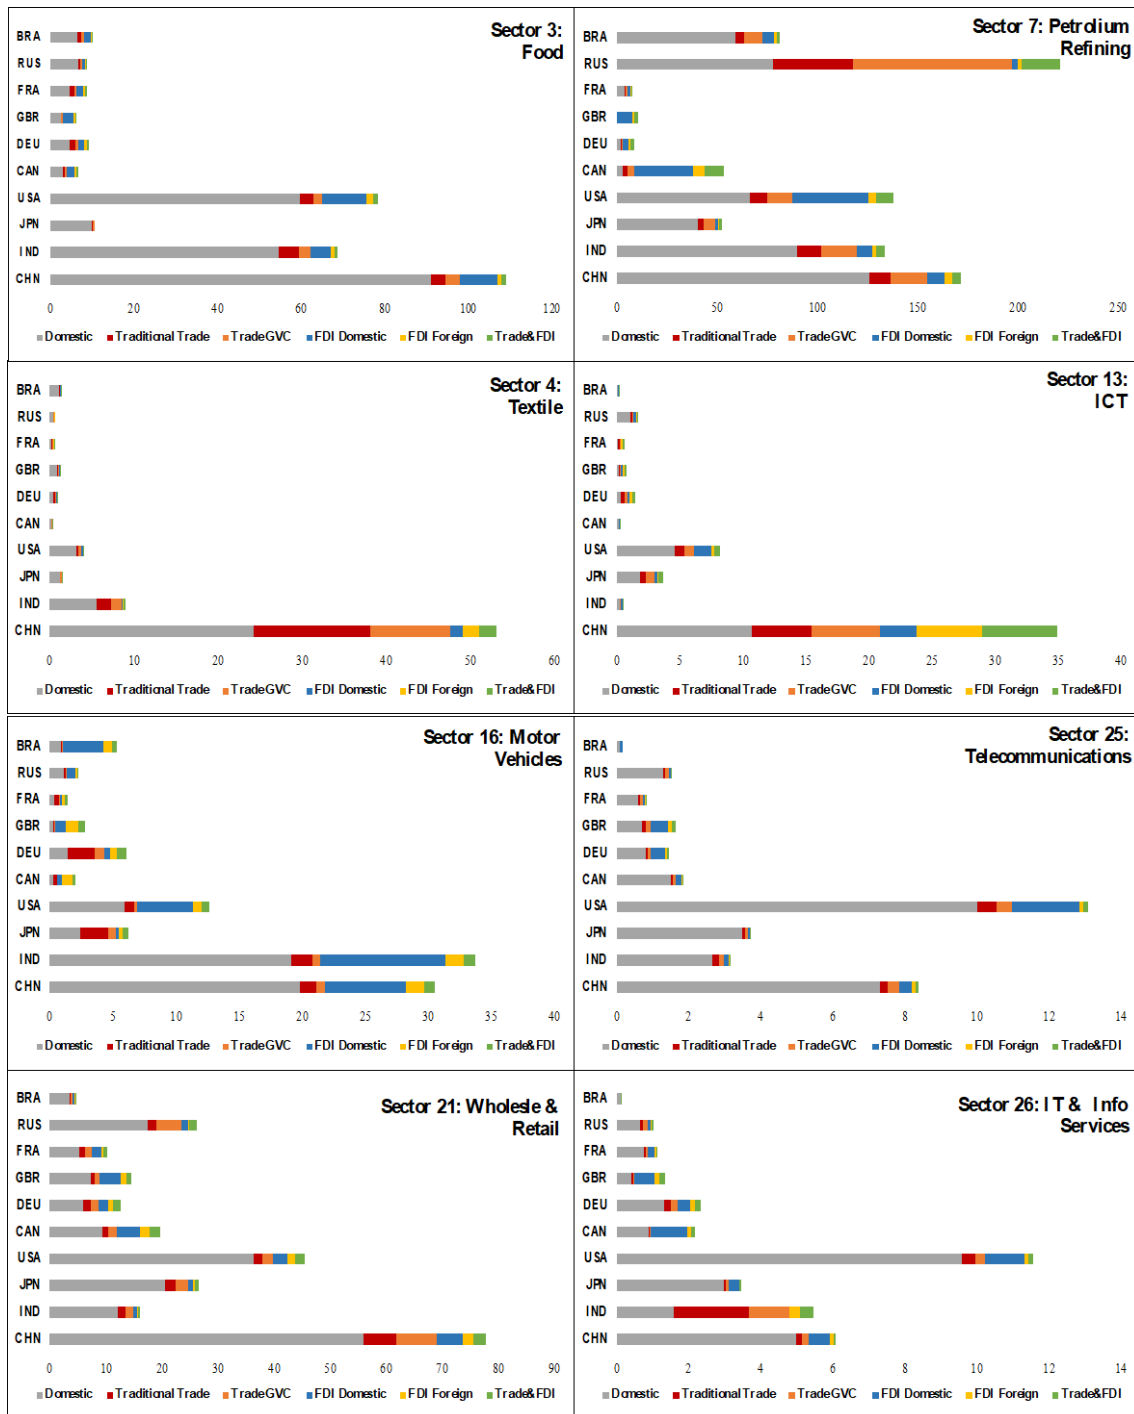 Sector 3:
Food
BRA
RUS
FRA
GBR
DEU
CAN
USA
JPN
IND
CHN
0 20 40 60 80 100 120
Domestic Traditional Trade TradeGVC FDI Domestic FDI Foreign Trade&FDI
Sector 7: Petrolium
Refining
BRA
RUS
FRA
GBR
DEU
CAN
USA
JPN
IND
CHN
0 50 100 150 200 250
Domestic Traditional Trade TradeGVC FDI Domestic FDI Foreign Trade&FDI
Sector 4:
Textile
BRA
RUS
FRA
GBR
DEU
CAN
USA
JPN
IND
CHN
0 10 20 30 40 50 60
Domestic Traditional Trade TradeGVC FDI Domestic FDI Foreign Trade&FDI
Sector 13:
ICT
BRA
RUS
FRA
GBR
DEU
CAN
USA
JPN
IND
CHN
0 5 10 15 20 25 30 35 40
Domestic Traditional Trade TradeGVC FDI Domestic FDI Foreign Trade&FDI
Sector 16: Motor
Vehicles
BRA
RUS
FRA
GBR
DEU
CAN
USA
JPN
IND
CHN
0 5 10 15 20 25 30 35 40
Domestic Traditional Trade TradeGVC FDI Domestic FDI Foreign Trade&FDI
Sector 25:
Telecommunications
BRA
RUS
FRA
GBR
DEU
CAN
USA
JPN
IND
CHN
0 2 4 6 8 10 12 14
Domestic Traditional Trade TradeGVC FDI Domestic FDI Foreign Trade&FDI
Sector 21: Wholesle &
Retail
BRA
RUS
FRA
GBR
DEU
CAN
USA
JPN
IND
CHN
0 10 20 30 40 50 60 70 80 90
Domestic Traditional Trade TradeGVC FDI Domestic FDI Foreign Trade&FDI
Sector 26: IT & Info
Services
BRA
RUS
FRA
GBR
DEU
CAN
USA
JPN
IND
CHN
0 2 4 6 8 10 12 14
Domestic Traditional Trade TradeGVC FDI Domestic FDI Foreign Trade&FDI